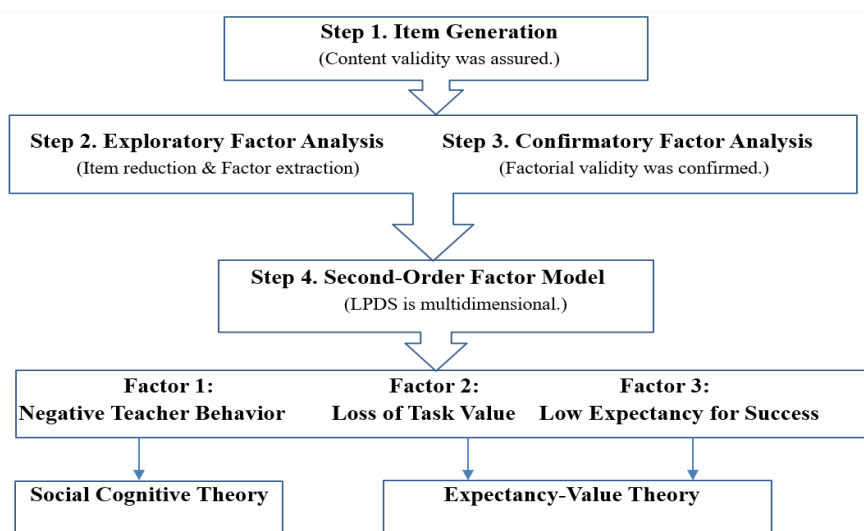 Step 1. Item Generation
(Content validity was assured.)
Step 2. Exploratory Factor Analysis
(Item reduction & Factor extraction)
Step 3. Confirmatory Factor Analysis
(Factorial validity was confirmed.)
Step 4. Second-Order Factor Model
(LPDS is multidimensional.)
Factor 1:
Negative Teacher Behavior
Factor 2:
Loss of Task Value
Factor 3:
Low Expectancy for Success
Social Cognitive Theory
Expectancy-Value Theory